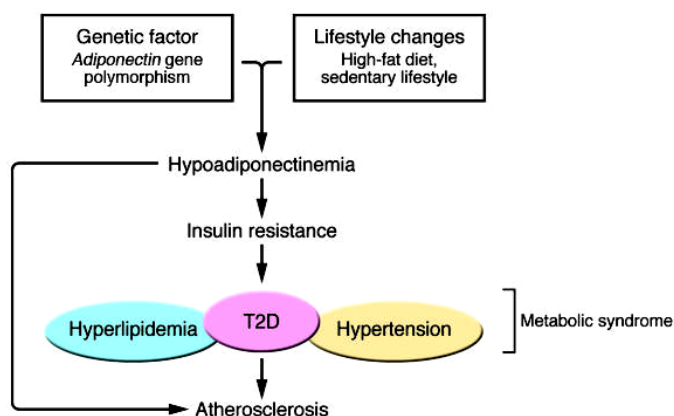 Genetic factor
Adiponectin gene
polymorphism
Lifestyle changes
High-fat diet,
sedentary lifestyle
Hypoadiponectinemia
Insulin resistance
Hyperlipidemia
T2D
Hypertension
Metabolic syndrome
Atherosclerosis